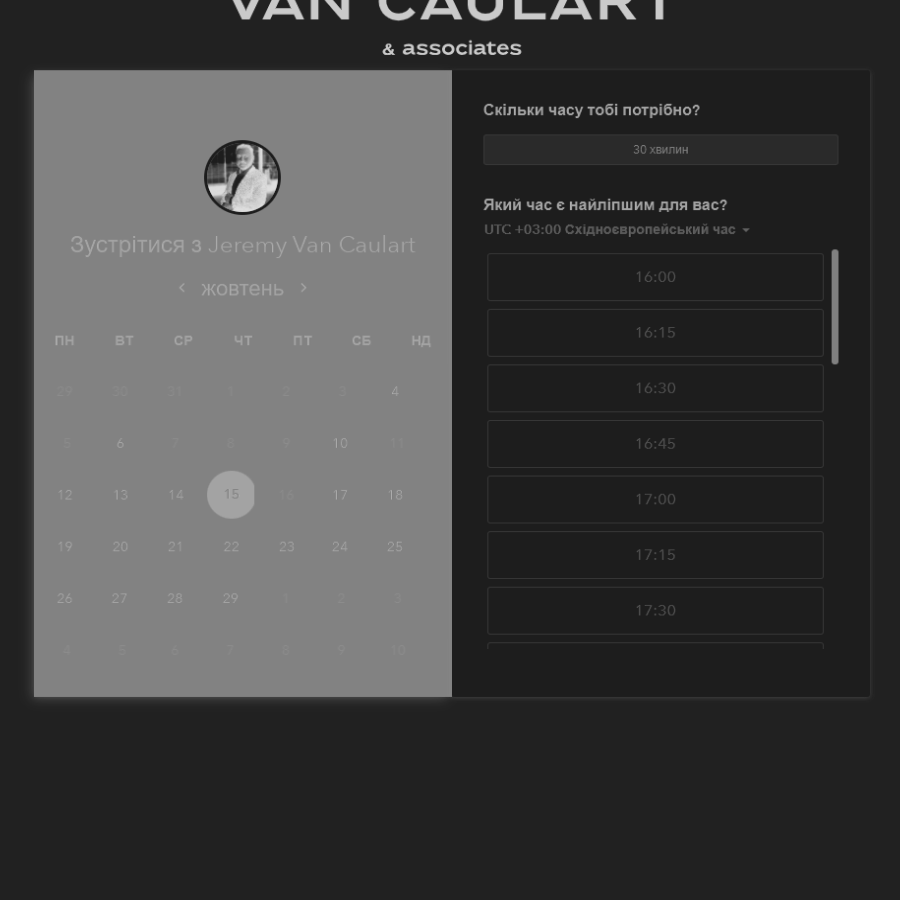 VAN CAULART
& associates
Зустрітися з Jeremy Van Caulart
жовтень
ПН ВТ СР ЧТ ПТ СБ НД
29 30 31 1 2 3 4
5 6 7 8 9 10 11
12 13 14 15 16 17 18
19 20 21 22 23 24 25
26 27 28 29 1 2 3
4 5 6 7 8 9 10
Скільки часу тобі потрібно?
30 хвилин
Який час є найліпшим для вас?
UTC +03:00 Східноєвропейський час
16:00
16:15
16:30
16:45
17:00
17:15
17:30